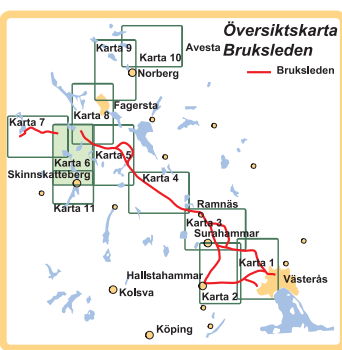 Översiktskarta
Bruksleden
Bruksleden
Karta 9
Karta 10
Avesta
Norberg
Fagersta
Karta 8
Karta 7
Karta 5
Karta 6
Skinnskatteberg
Karta 4
Karta 11
Ramnäs
Karta 3
Surahammar
Karta 1
Hallstahammar
Västerås
Kolsva
Karta 2
Köping